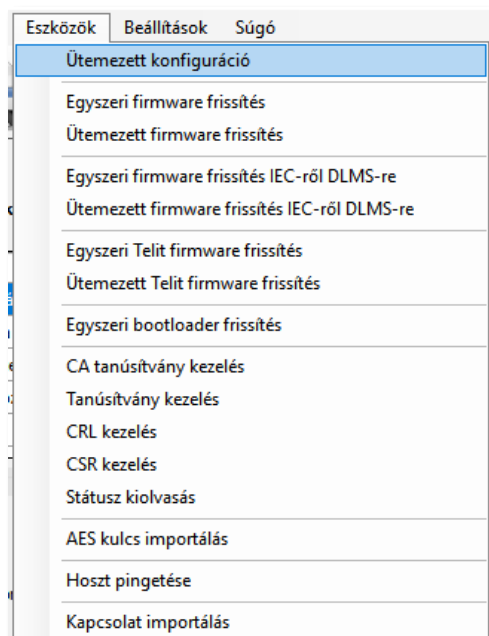 Eszközök Beállítások Súgó
Ütemezett konfiguráció
Egyszeri firmware frissítés
Ütemezett firmware frissítés
Egyszeri firmware frissítés IEC-ről DLMS-re
Ütemezett firmware frissítés IEC-ről DLMS-re
Egyszeri Telit firmware frissítés
Ütemezett Telit firmware frissítés
Egyszeri bootloader frissítés
CA tanúsítvány kezelés
Tanúsítvány kezelés
CRL kezelés
CSR kezelés
Státusz kiolvasás
AES kulcs importálás
Hoszt pingetése
Kapcsolat importálás